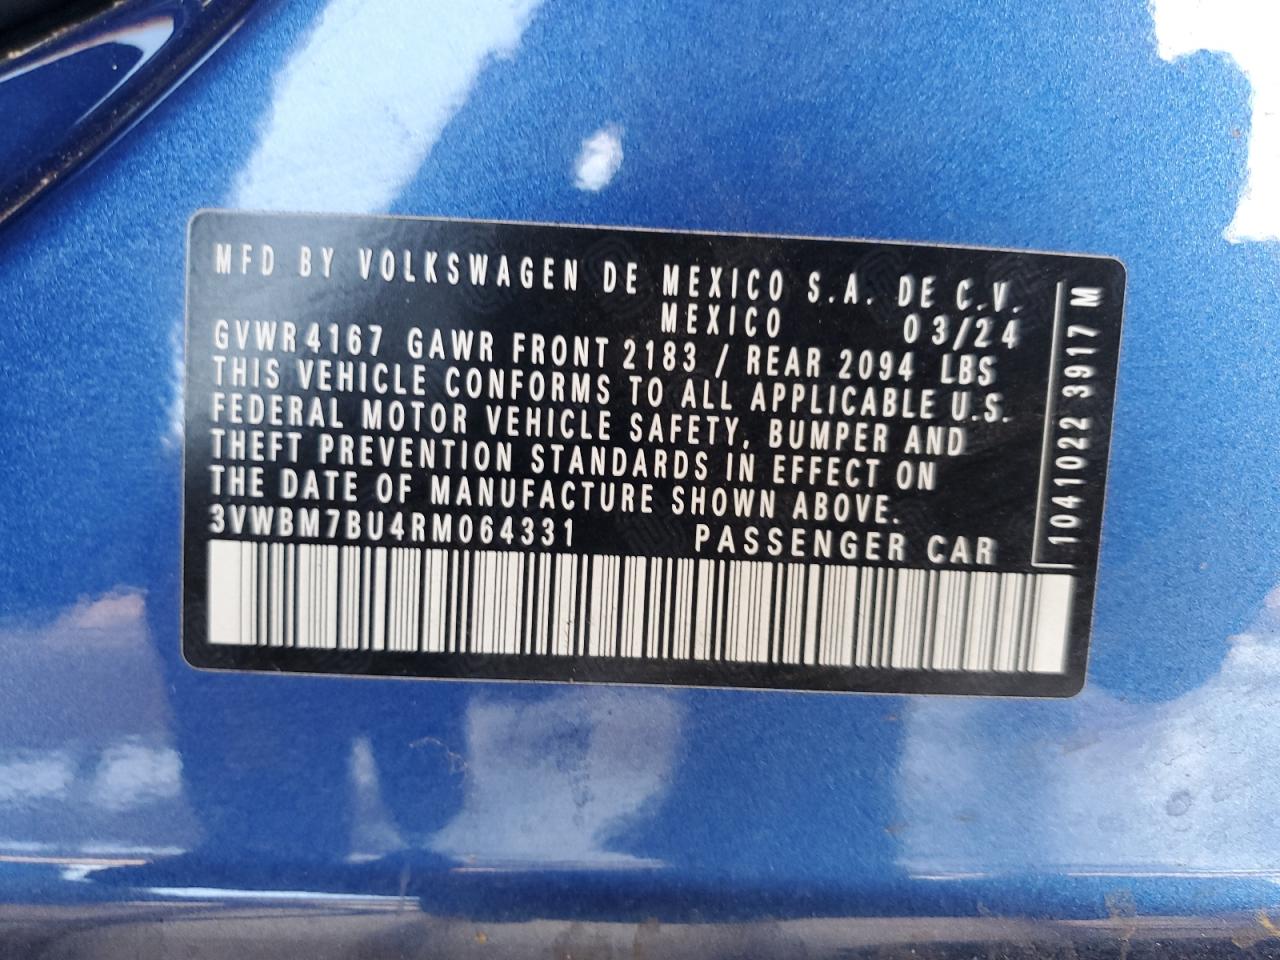 MFD BY VOLKSWAGEN DE MEXICO S.A. DE C.V.
MEXICO 03/24
GVWR4167 GAWR FRONT 2183 / REAR 2094 LBS
THIS VEHICLE CONFORMS TO ALL APPLICABLE U.S.
FEDERAL MOTOR VEHICLE SAFETY, BUMPER AND
THEFT PREVENTION STANDARDS IN EFFECT ON
THE DATE OF MANUFACTURE SHOWN ABOVE.
3VWBM7BU4RM064331 PASSENGER CAR
1041022 3917 M